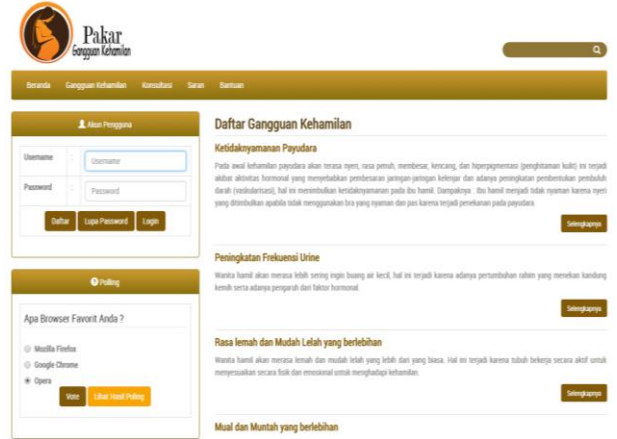 Pakar
Gangguan Kehamilan
Beranda Gangguan Kehamilan Konsultasi Saran Bantuan
Akun Pengguna
Username : Username
Password : Password
Daftar Lupa Password Login
Polling
Apa Browser Favorit Anda ?
Mozilla Firefox
Google Chrome
Opera
Vote Lihat Hasil Polling
Daftar Gangguan Kehamilan
Ketidaknyamanan Payudara
Pada awal kehamilan payudara akan terasa nyeri, rasa penuh, membesar, kencang, dan hiperpigmentasi (penghitaman kulit) ini terjadi
akibat aktivitas hormonal yang menyebabkan pembesaran jaringan-jaringan kelenjar dan adanya peningkatan pembentukan pembuluh
darah (vaskularisasi), hal ini menimbulkan ketidaknyamanan pada ibu hamil. Dampaknya : Ibu hamil menjadi tidak nyaman karena nyeri
yang ditimbulkan apabila tidak menggunakan bra yang nyaman dan pas karena terjadi penekanan pada payudara.
Selengkapnya
Peningkatan Frekuensi Urine
Wanita hamil akan merasa lebih sering ingin buang air kecil, hal ini terjadi karena adanya pertumbuhan rahim yang menekan kandung
kemih serta adanya pengaruh dari faktor hormonal.
Selengkapnya
Rasa lemah dan Mudah Lelah yang berlebihan
Wanita hamil akan merasa lemah dan mudah lelah yang lebih dari yang biasa. Hal ini terjadi karena tubuh bekerja secara aktif untuk
menyesuaikan secara fisik dan emosional untuk menghadapi kehamilan.
Selengkapnya
Mual dan Muntah yang berlebihan